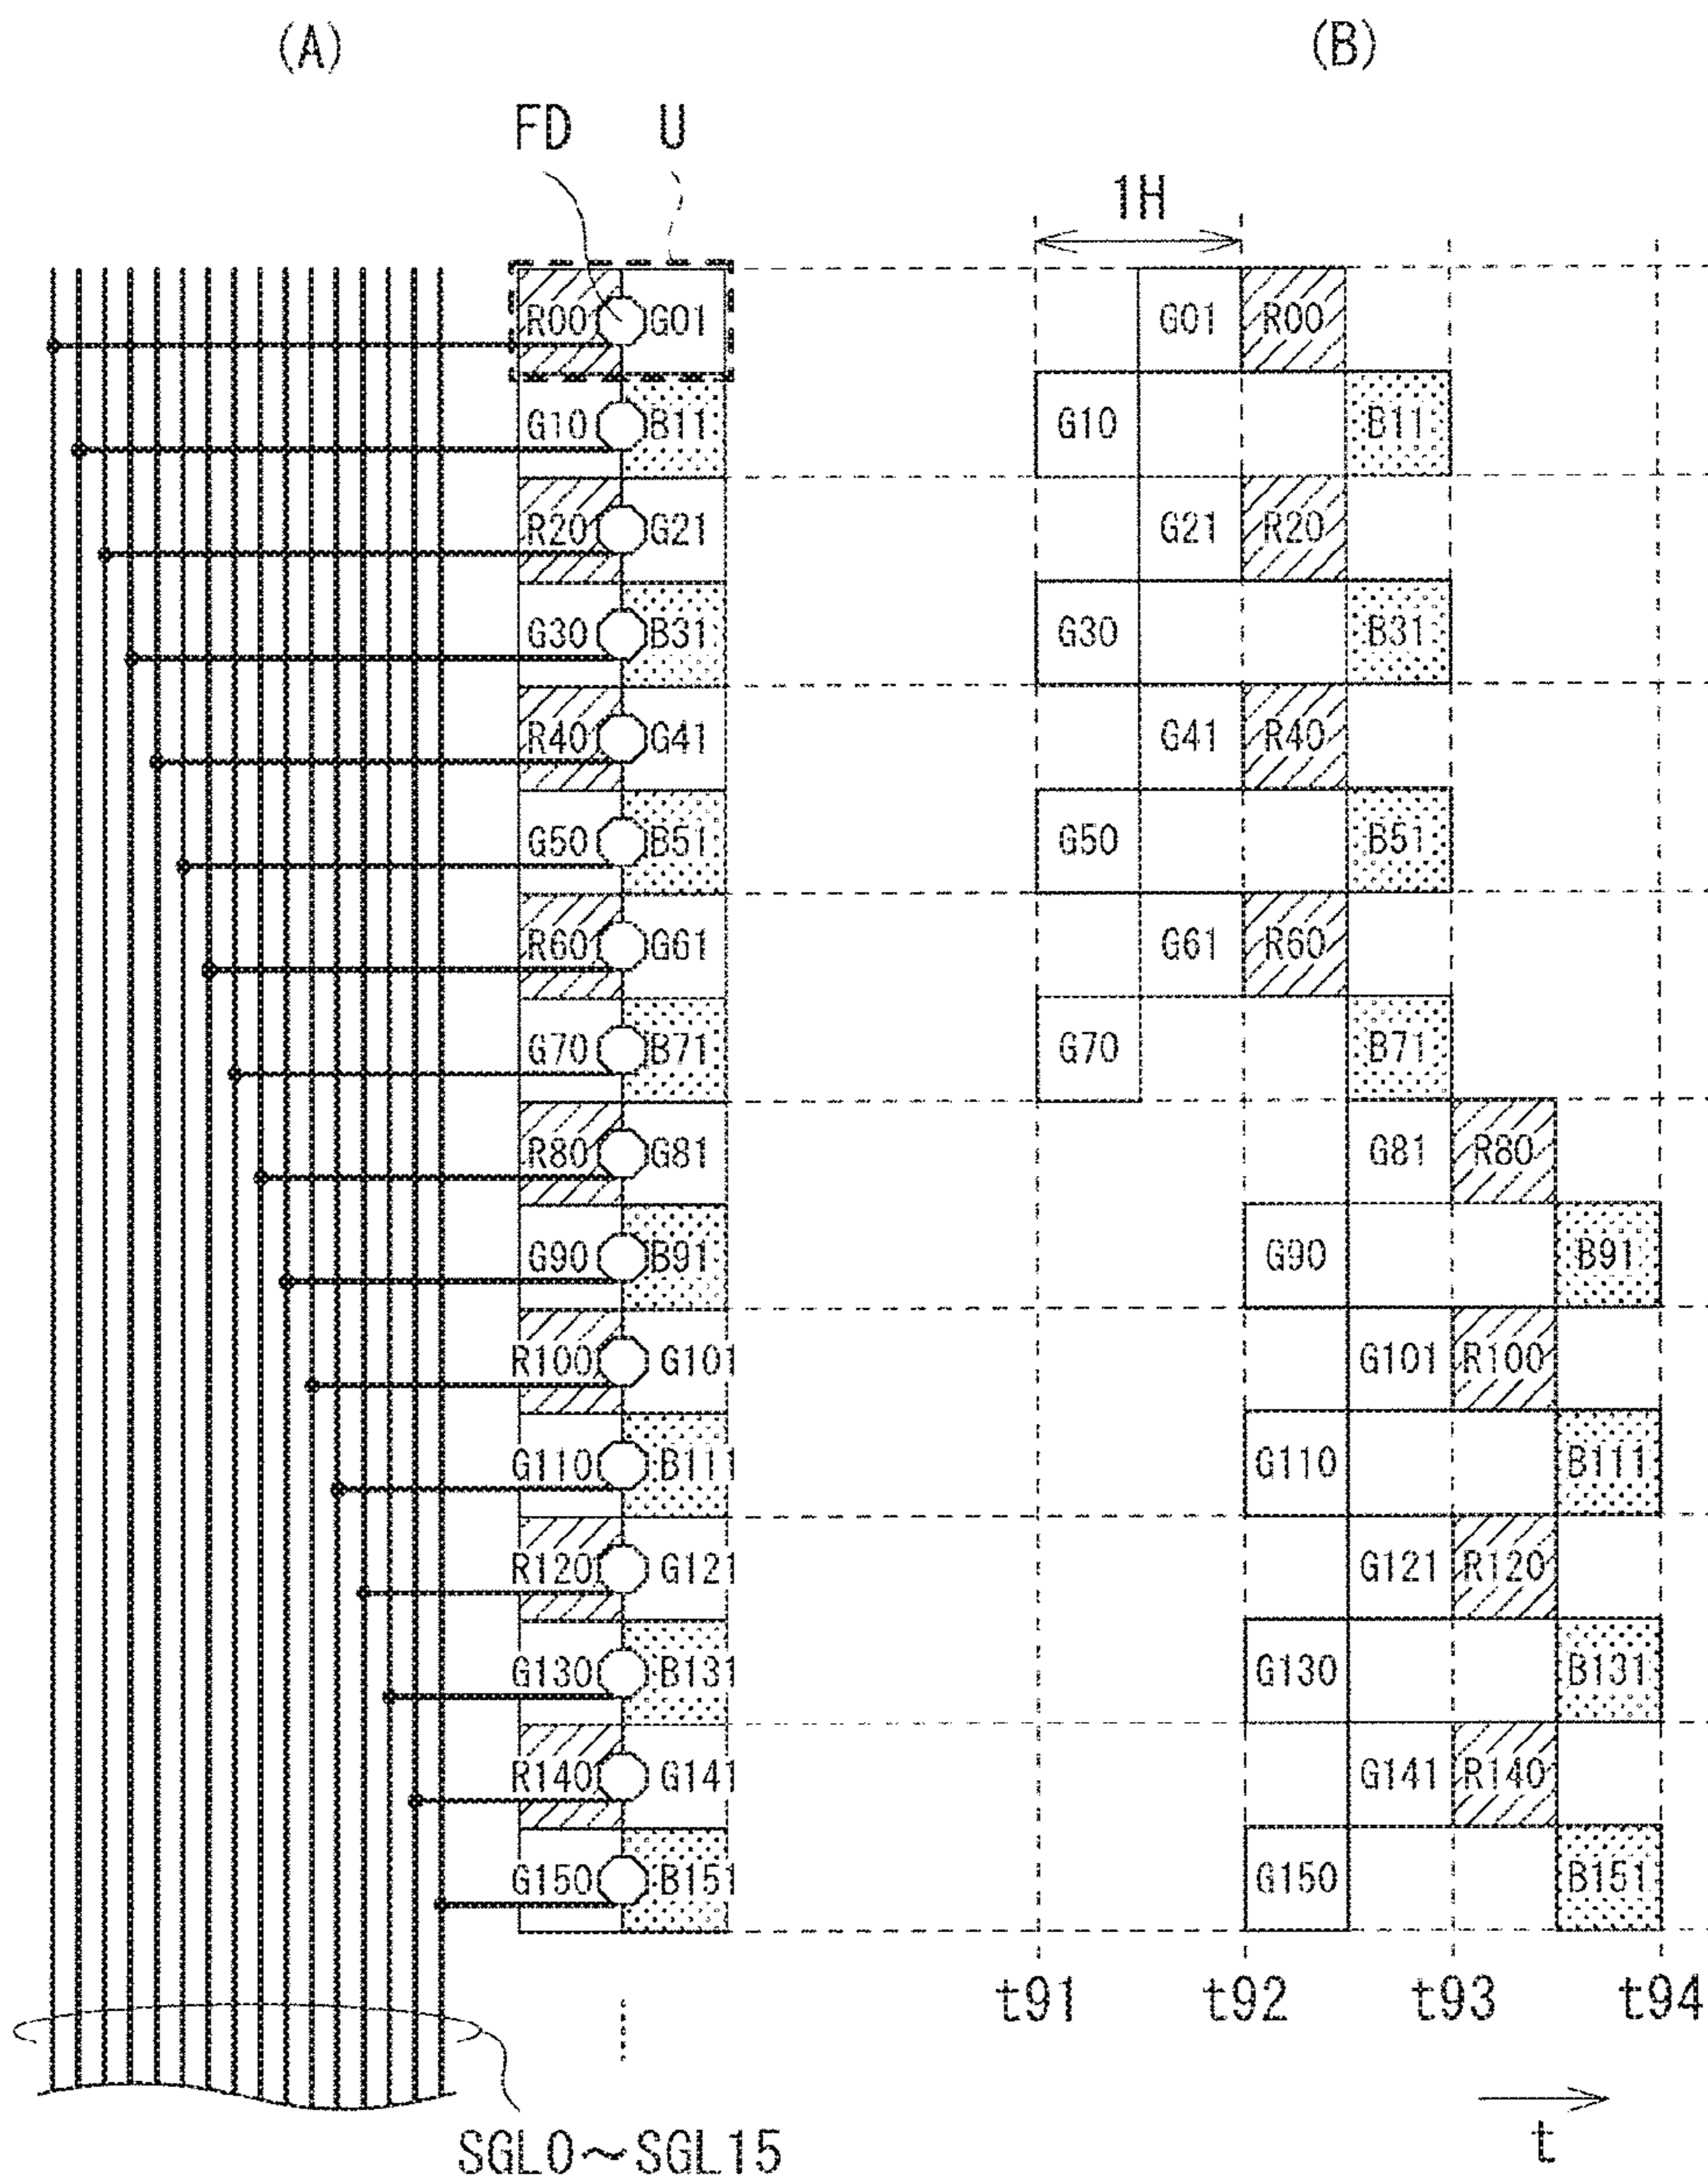 (A) (B)
FD U
1H
R00 G01 G01 R00
G10 B11 G10 B11
R20 G21 G21 R20
G30 B31 G30 B31
R40 G41 G41 R40
G50 B51 G50 B51
R60 G61 G61 R60
G70 B71 G70 B71
R80 G81 G81 R80
G90 B91 G90 B91
R100 G101 G101 R100
G110 B111 G110 B111
R120 G121 G121 R120
G130 B131 G130 B131
R140 G141 G141 R140
G150 B151 G150 B151
t91 t92 t93 t94
SGL0～SGL15
t